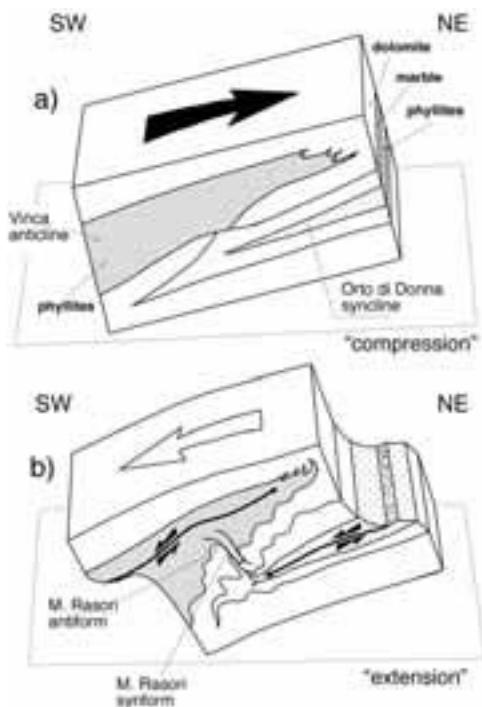 SW
NE
dolomite
marble
phyllites
a)
Vinca
anticline
phyllites
Orto di Donna
syncline
"compression"
SW
NE
b)
M. Rasori
antiform
M. Rasori
synform
"extension"